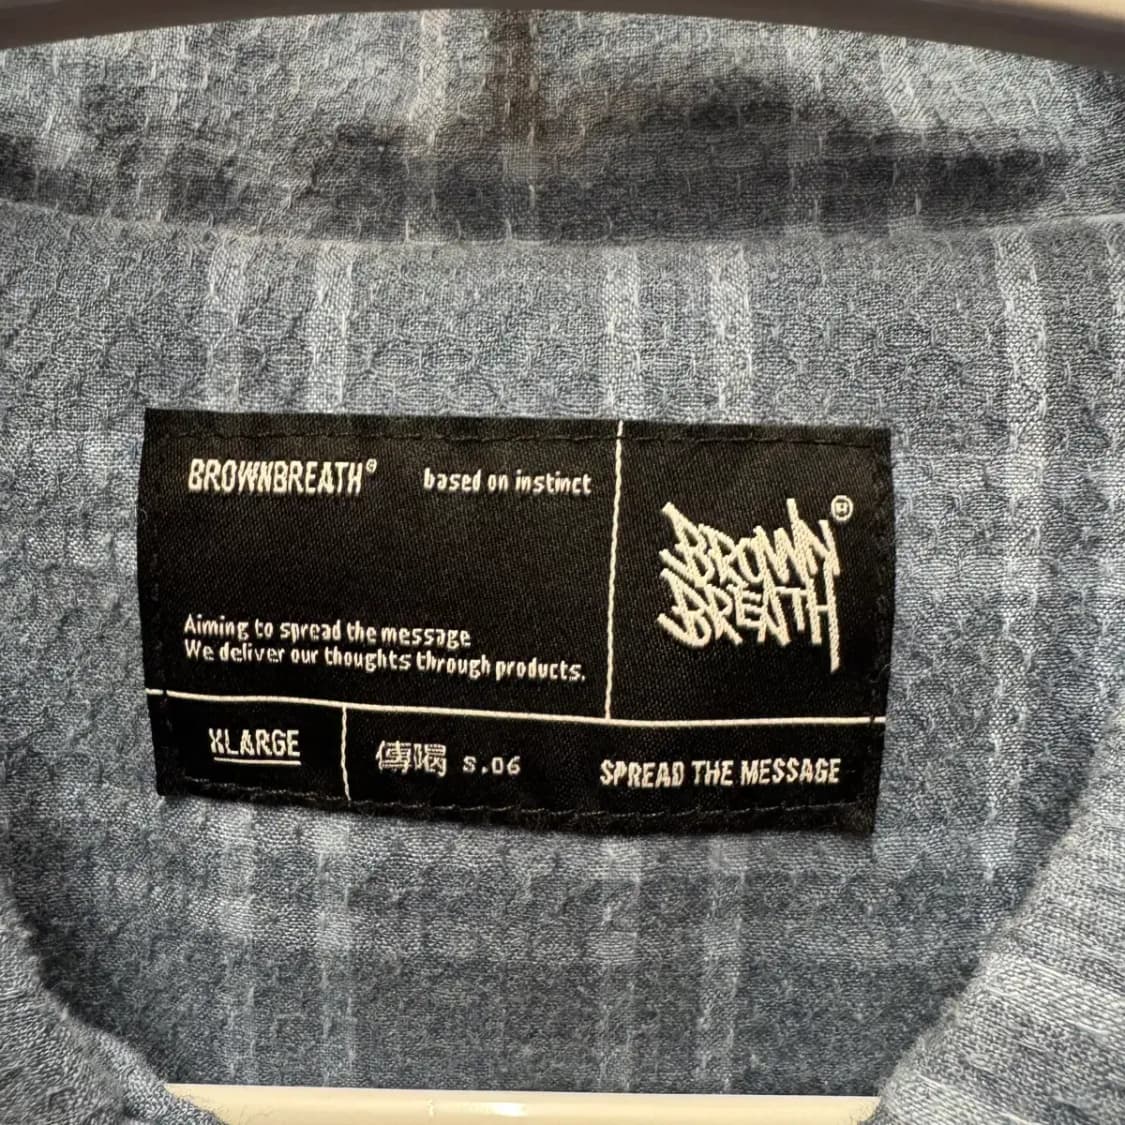 BROWNBREATH®
based on instinct
Aiming to spread the message
We deliver our thoughts through products.
BROWN
BREATH®
XLARGE
傳 S.06
SPREAD THE MESSAGE